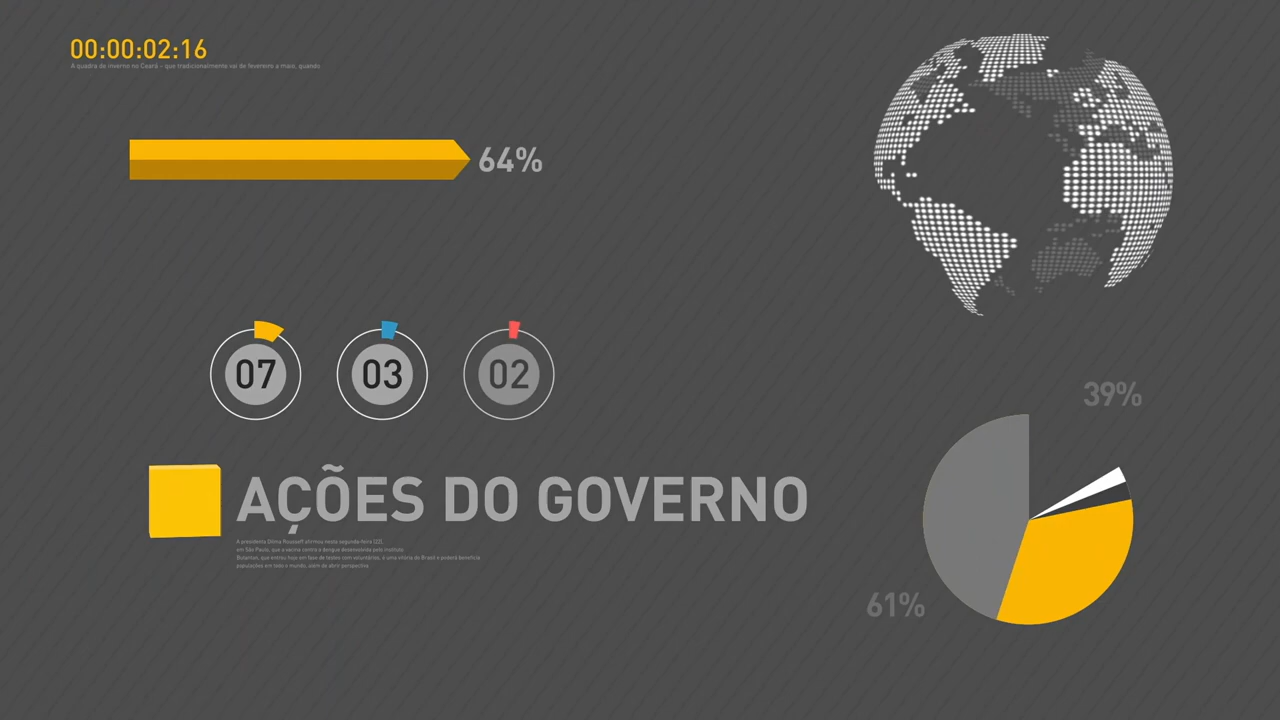 00:00:02:16
A quadra de inverno no Ceará – que tradicionalmente vai de fevereiro a maio, quando
64%
07 03 02
39%
AÇÕES DO GOVERNO
A presidenta Dilma Rousseff afirmou nesta segunda-feira (22),
em São Paulo, que a vacina contra a dengue desenvolvida pelo Instituto
Butantan, que entrou hoje em fase de testes com voluntários, é uma vitória do Brasil e poderá beneficia
populações em todo o mundo, além de abrir perspectiva
61%